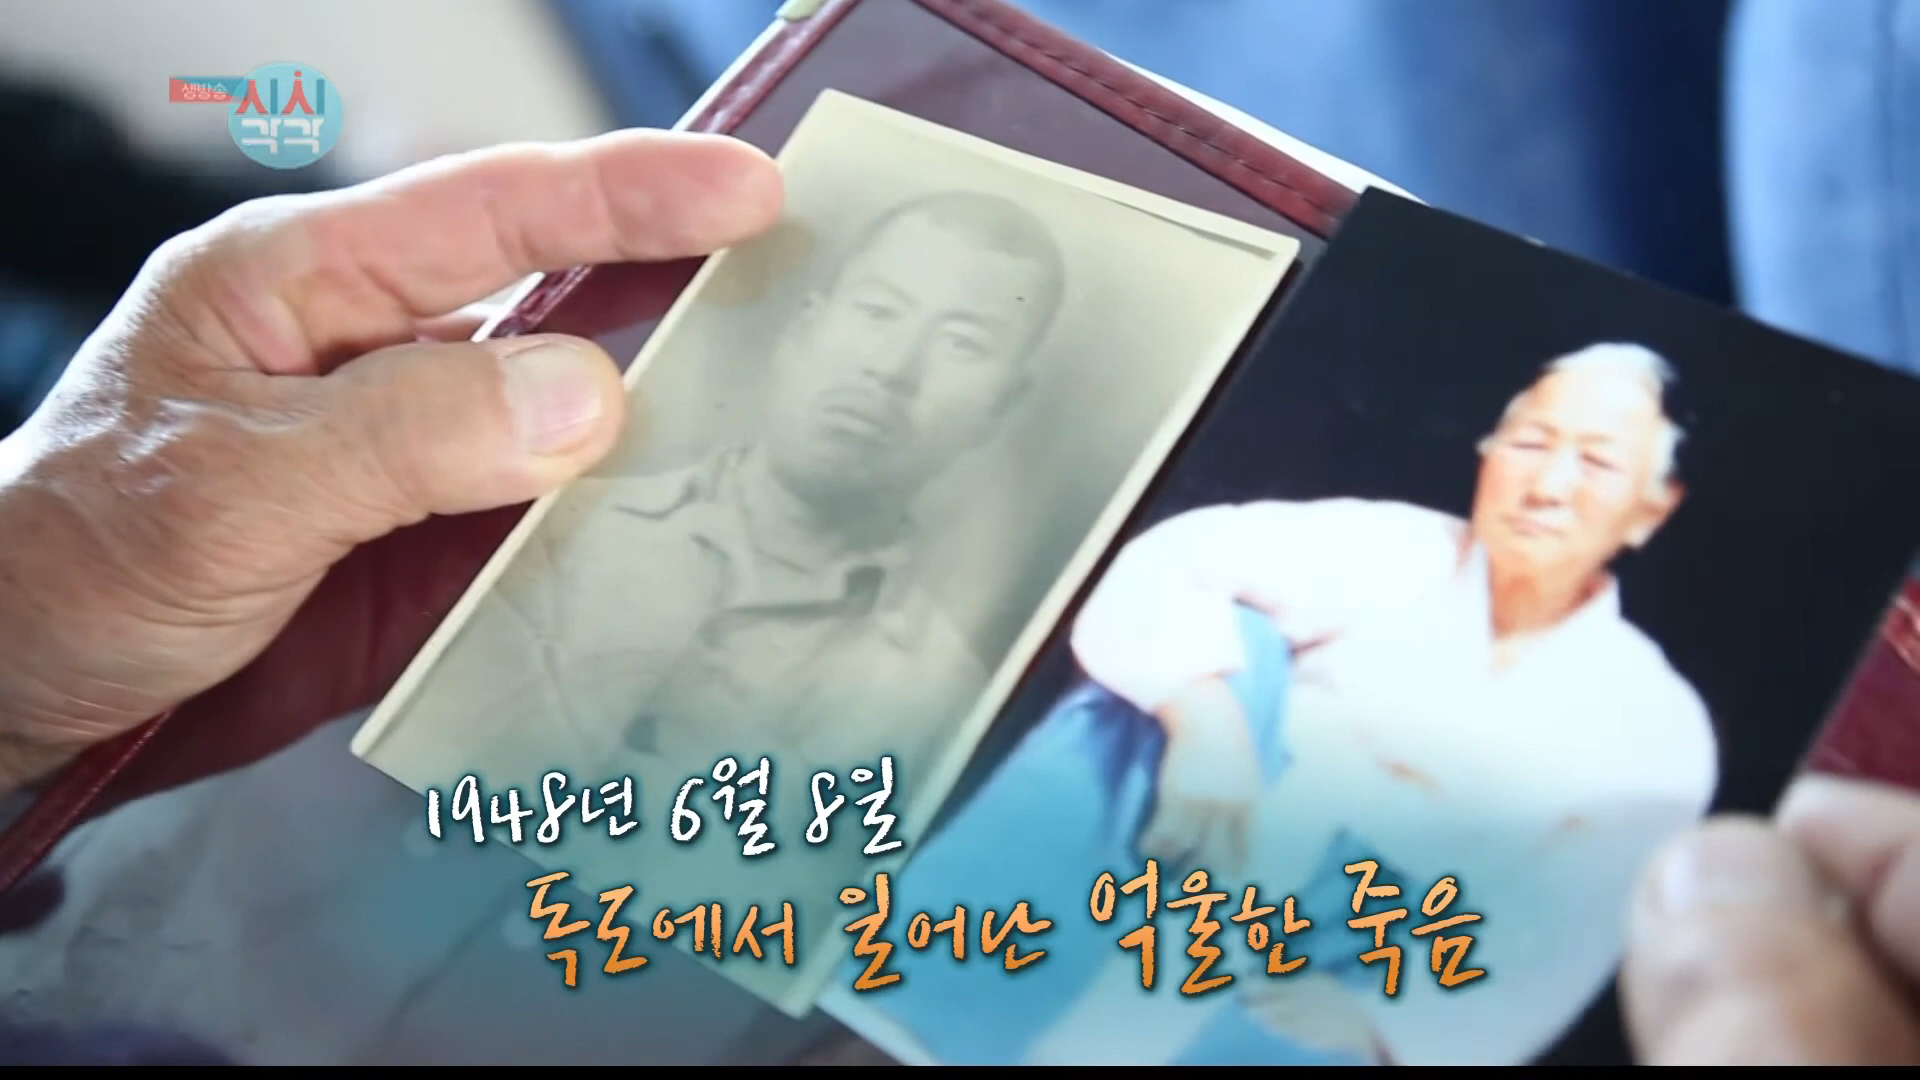 생방송
시시
각각
1948년 6월 8일
독도에서 일어난 억울한 죽음